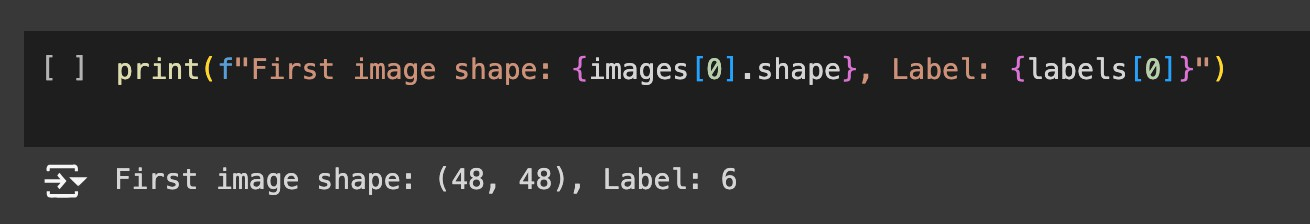 [ ] print(f"First image shape: {images[0].shape}, Label: {labels[0]}")
First image shape: (48, 48), Label: 6